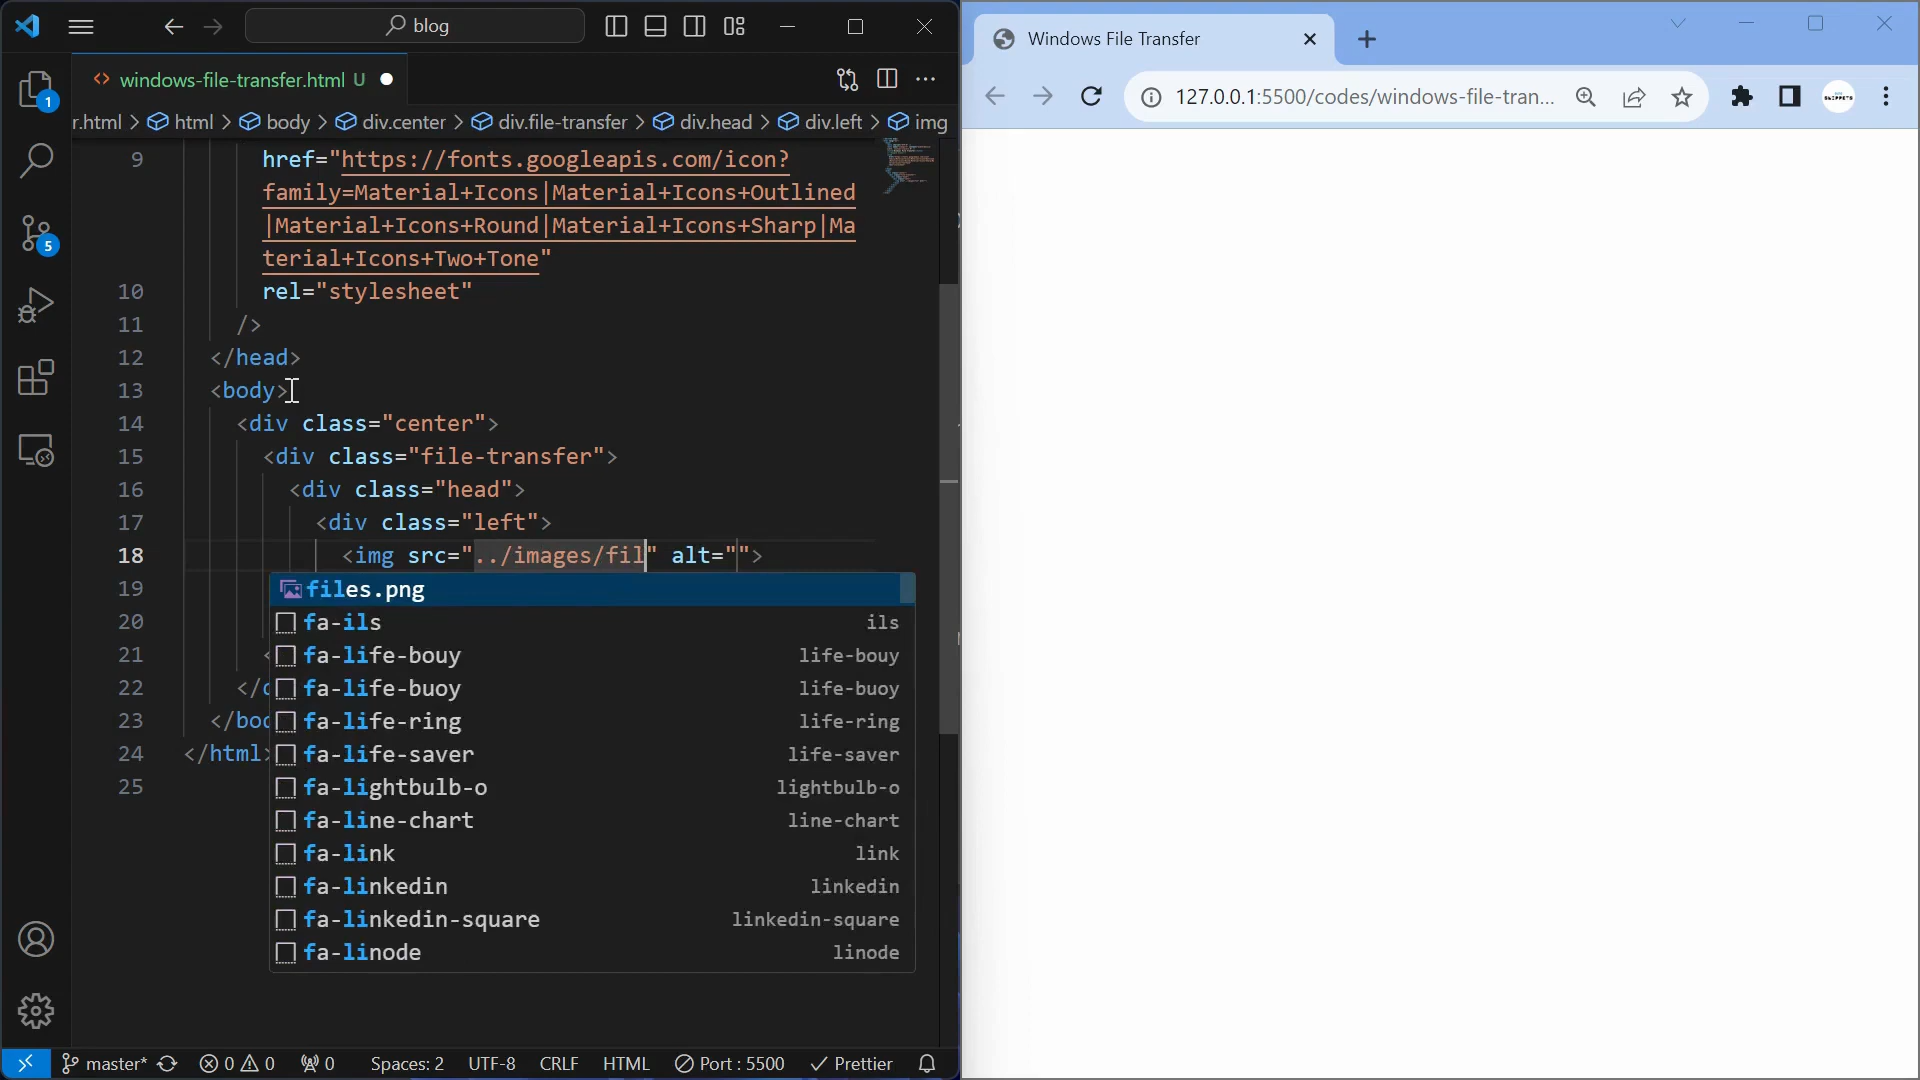 blog
windows-file-transfer.html U
r.html > html > body > div.center > div.file-transfer > div.head > div.left > img
9 href="https://fonts.googleapis.com/icon?
family=Material+Icons|Material+Icons+Outlined
|Material+Icons+Round|Material+Icons+Sharp|Ma
terial+Icons+Two+Tone"
10 rel="stylesheet"
11 />
12 </head>
13 <body>
14 <div class="center">
15 <div class="file-transfer">
16 <div class="head">
17 <div class="left">
18 <img src="../images/fil" alt="">
19 files.png
20 fa-ils ils
21 < fa-life-bouy life-bouy
22 </d fa-life-buoy life-buoy
23 </bod fa-life-ring life-ring
24 </html> fa-life-saver life-saver
25 fa-lightbulb-o lightbulb-o
fa-line-chart line-chart
fa-link link
fa-linkedin linkedin
fa-linkedin-square linkedin-square
fa-linode linode
1
5
master* 0 0 0 Spaces: 2 UTF-8 CRLF HTML Port : 5500 Prettier
Windows File Transfer
127.0.0.1:5500/codes/windows-file-tran...